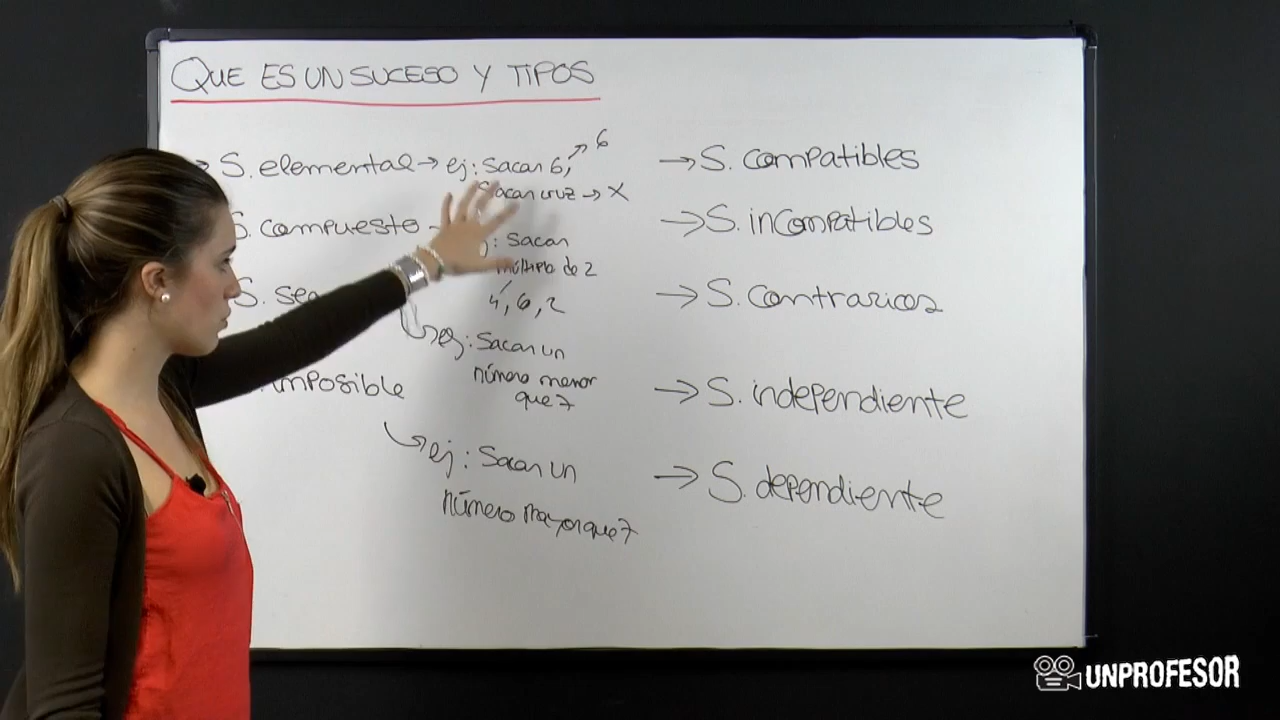 QUE ES UN SUCESO Y TIPOS
→ S. elemental → ej: Sacar 6, → 6
Sacar cruz → X
S. compuesto
: Sacar
múltiplo de 2
4, 6, 2
S. seg
ej: Sacar un
número menor
que 7
imposible
ej: Sacar un
número mayor que 7
→ S. compatibles
→ S. incompatibles
→ S. contrarios
→ S. independiente
→ S. dependiente
UNPROFESOR